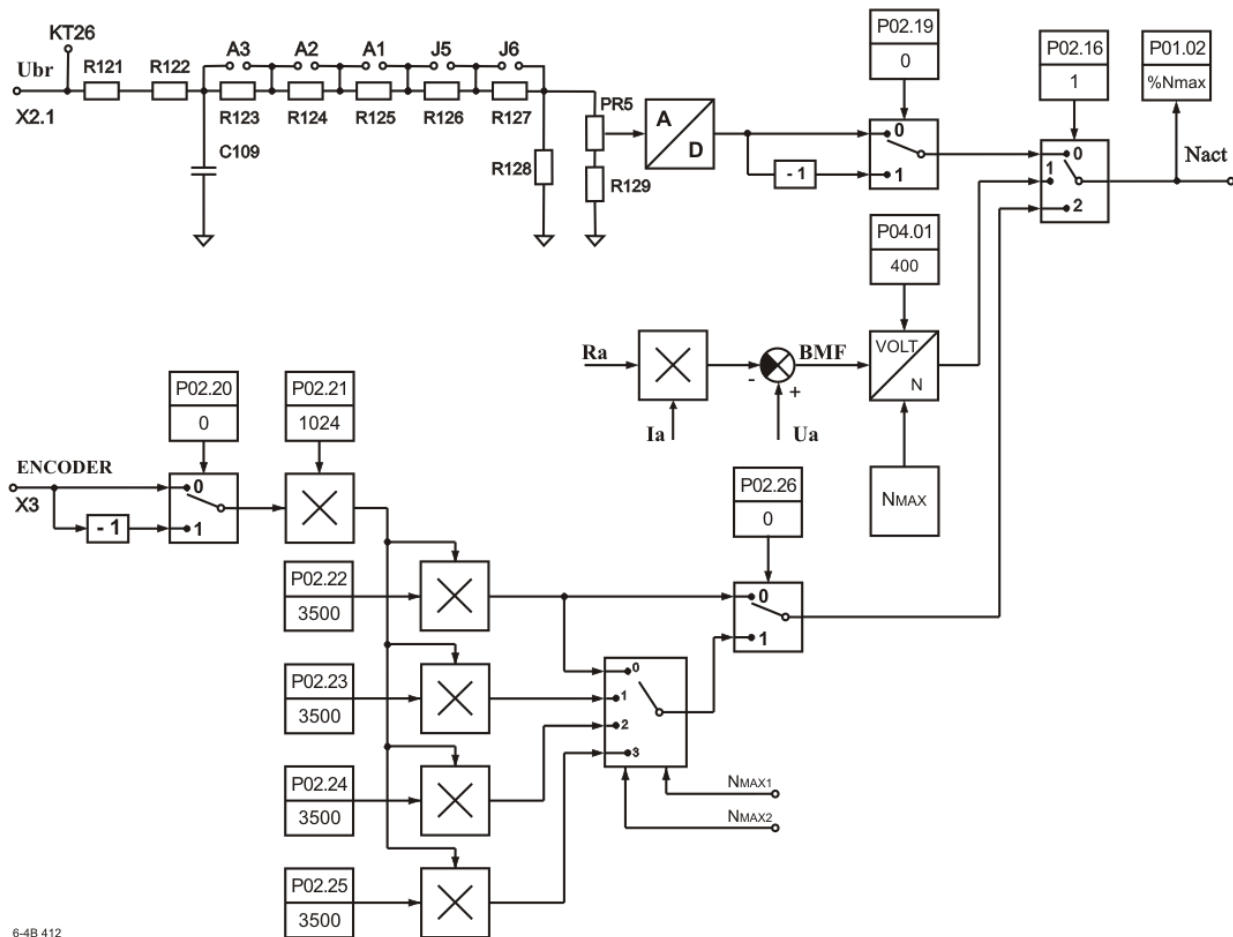 KT26
Ubr
X2.1
R121
R122
A3
A2
A1
J5
J6
R123
R124
R125
R126
R127
C109
R128
PR5
R129
A
D
- 1
P02.19
0
0
1
P02.16
1
0
1
2
P01.02
%Nmax
Nact
P04.01
400
Ra
Ia
-
+
BMF
Ua
VOLT
N
NMAX
P02.20
0
P02.21
1024
ENCODER
X3
- 1
0
1
P02.22
3500
P02.23
3500
P02.24
3500
P02.25
3500
P02.26
0
0
1
0
1
2
3
NMAX1
NMAX2
6-4B 412